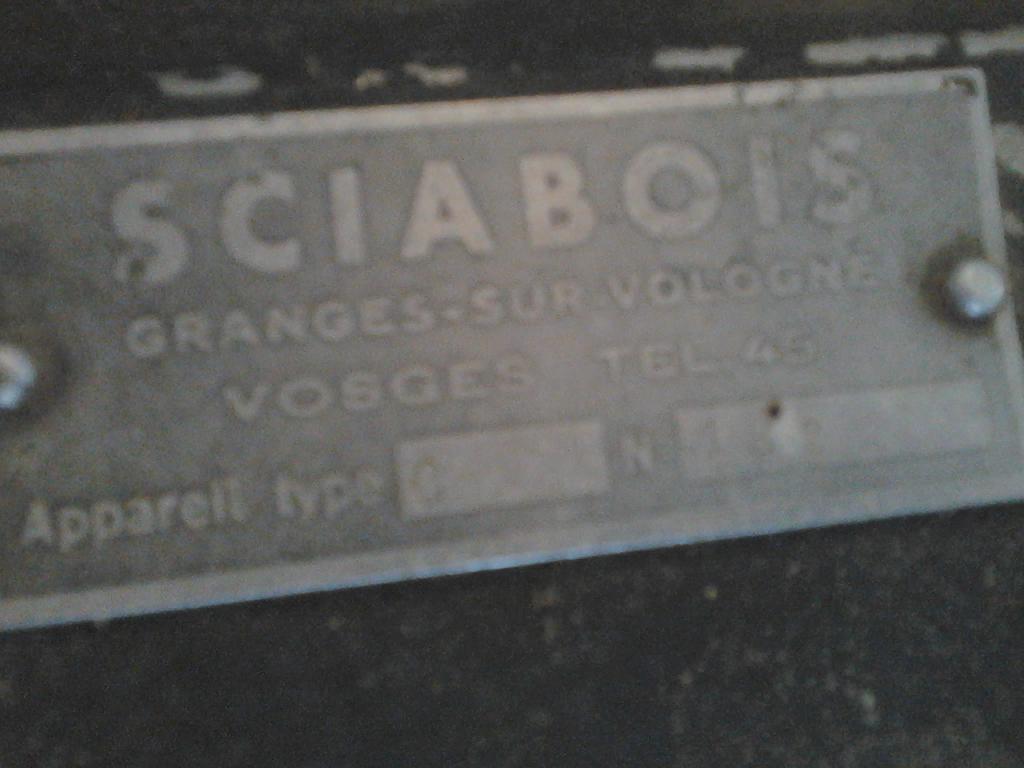 SCIABOIS
GRANGES-SUR-VOLOGNE
VOSGES TEL. 45
Appareil type N